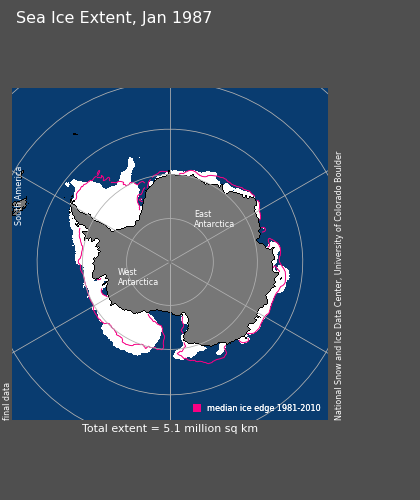 Sea Ice Extent, Jan 1987
South America
East
Antarctica
West
Antarctica
National Snow and Ice Data Center, University of Colorado Boulder
final data
median ice edge 1981-2010
Total extent = 5.1 million sq km